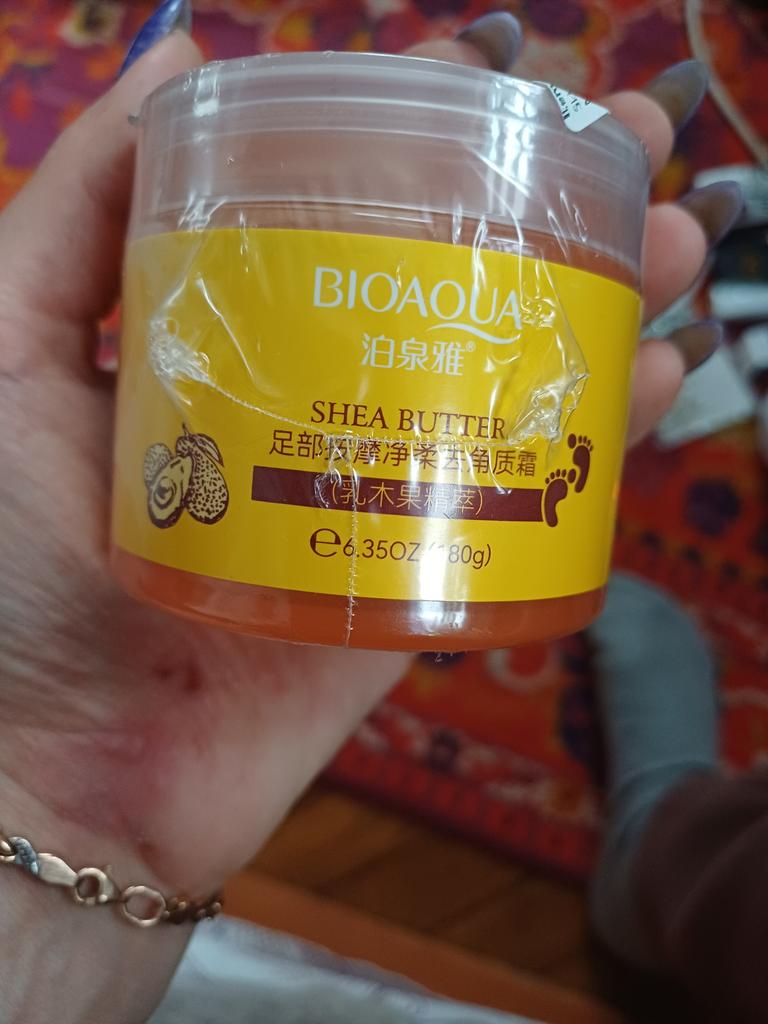 BIOAQUA
泊泉雅®
SHEA BUTTER
足部按摩净柔去角质霜
(乳木果精萃)
℮6.35OZ (180g)